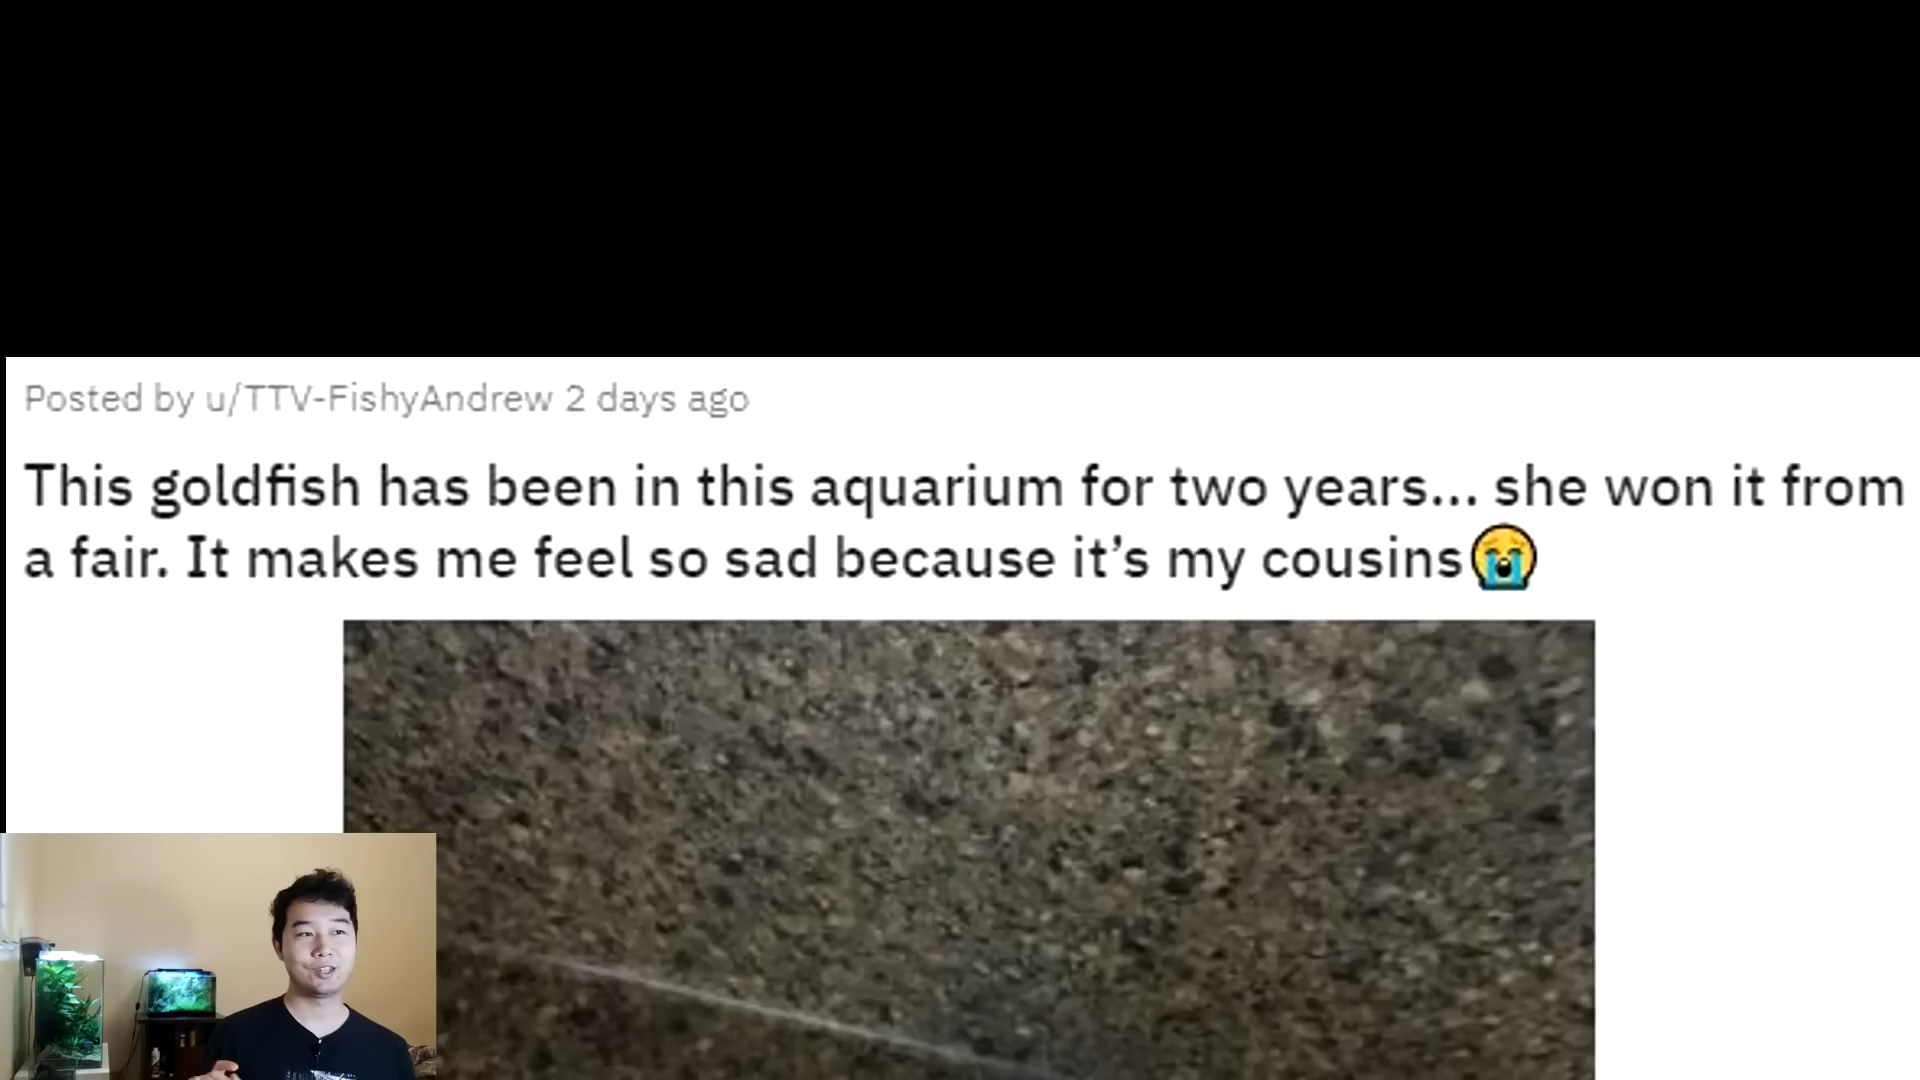 Posted by u/TTV-FishyAndrew 2 days ago
This goldfish has been in this aquarium for two years... she won it from
a fair. It makes me feel so sad because it’s my cousins😭